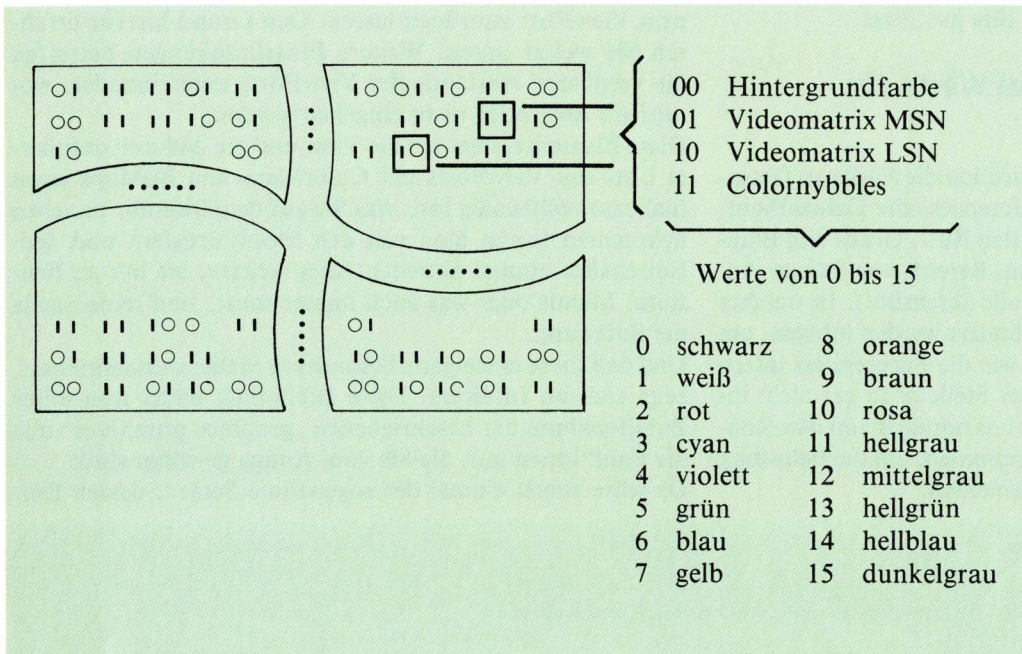 00 Hintergrundfarbe
01 Videomatrix MSN
10 Videomatrix LSN
11 Colornybbles
Werte von 0 bis 15
0 schwarz 8 orange
1 weiß 9 braun
2 rot 10 rosa
3 cyan 11 hellgrau
4 violett 12 mittelgrau
5 grün 13 hellgrün
6 blau 14 hellblau
7 gelb 15 dunkelgrau